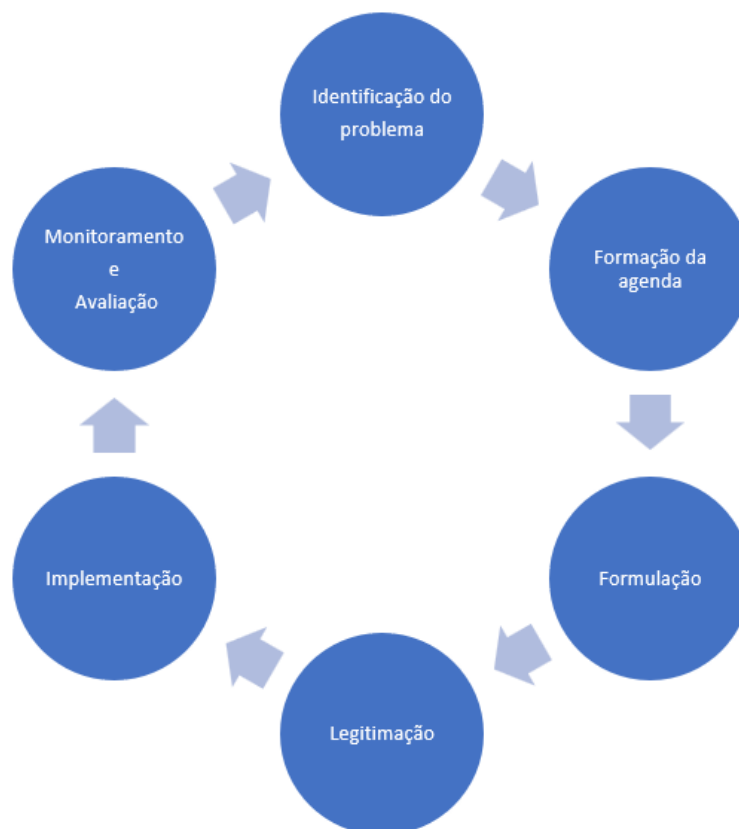 Identificação do
problema
Formação da
agenda
Formulação
Legitimação
Implementação
Monitoramento
e
Avaliação